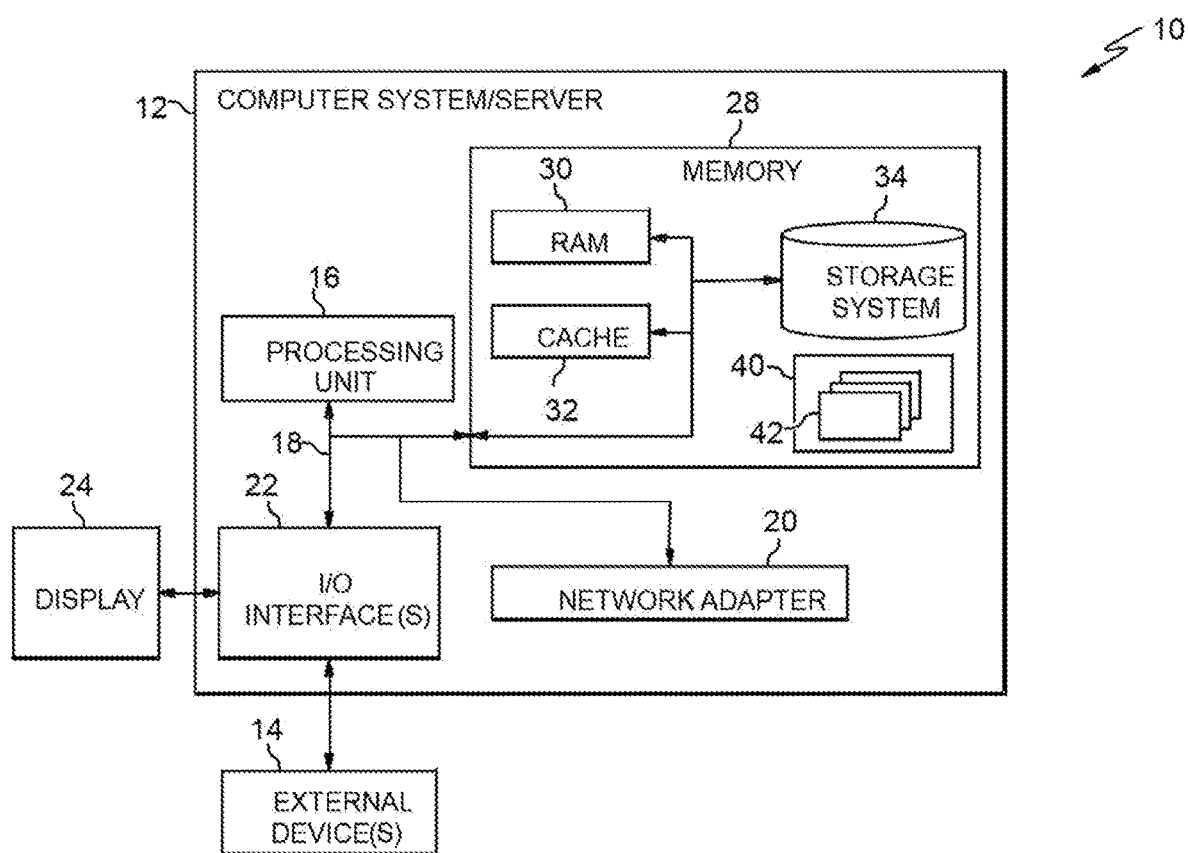 10
12
COMPUTER SYSTEM/SERVER
28
MEMORY
30
RAM
34
STORAGE
SYSTEM
16
PROCESSING
UNIT
CACHE
32
40
42
18
24
DISPLAY
22
I/O
INTERFACE(S)
20
NETWORK ADAPTER
14
EXTERNAL
DEVICE(S)